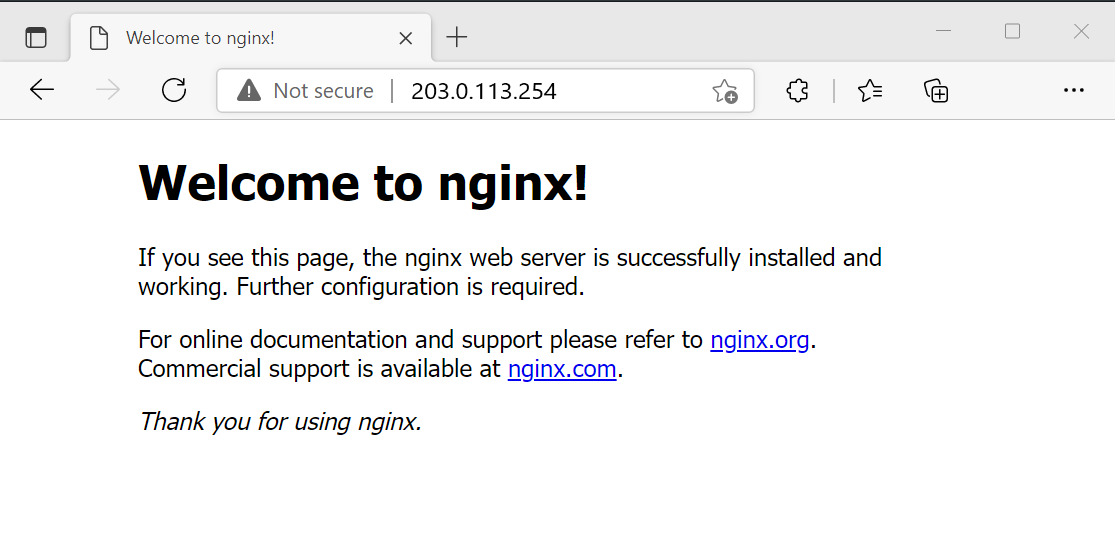 Welcome to nginx!
Not secure | 203.0.113.254
Welcome to nginx!
If you see this page, the nginx web server is successfully installed and
working. Further configuration is required.
For online documentation and support please refer to nginx.org.
Commercial support is available at nginx.com.
Thank you for using nginx.